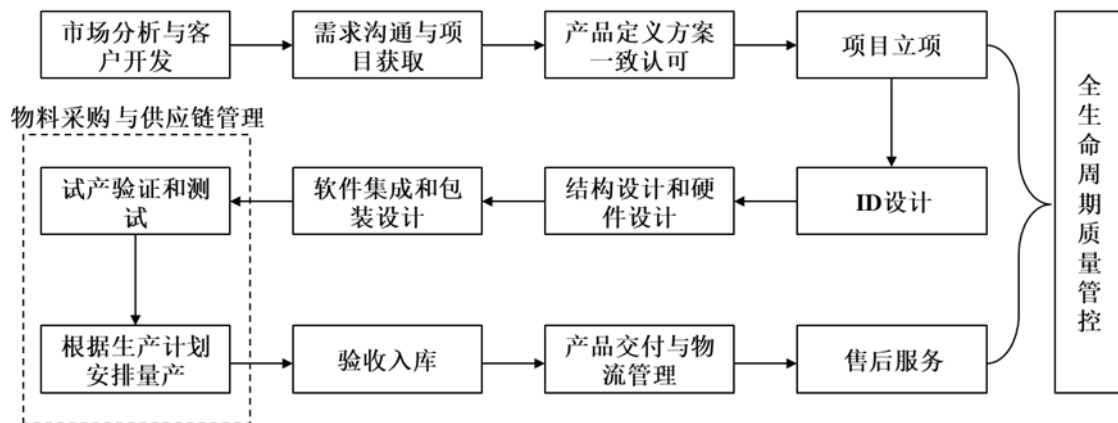 市场分析与客
户开发
需求沟通与项
目获取
产品定义方案
一致认可
项目立项
全生命周期质量管控
物料采购与供应链管理
试产验证和测
试
软件集成和包
装设计
结构设计和硬
件设计
ID设计
根据生产计划
安排量产
验收入库
产品交付与物
流管理
售后服务